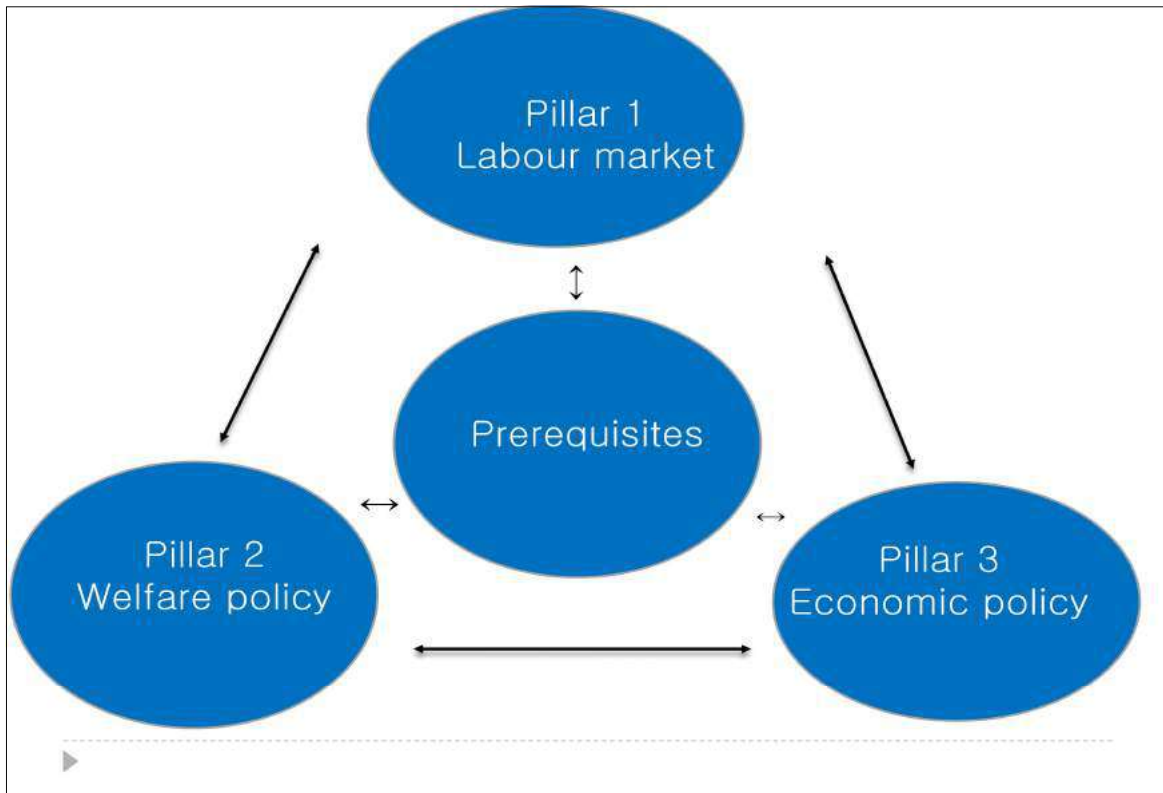 Pillar 1
Labour market
Prerequisites
Pillar 2
Welfare policy
Pillar 3
Economic policy